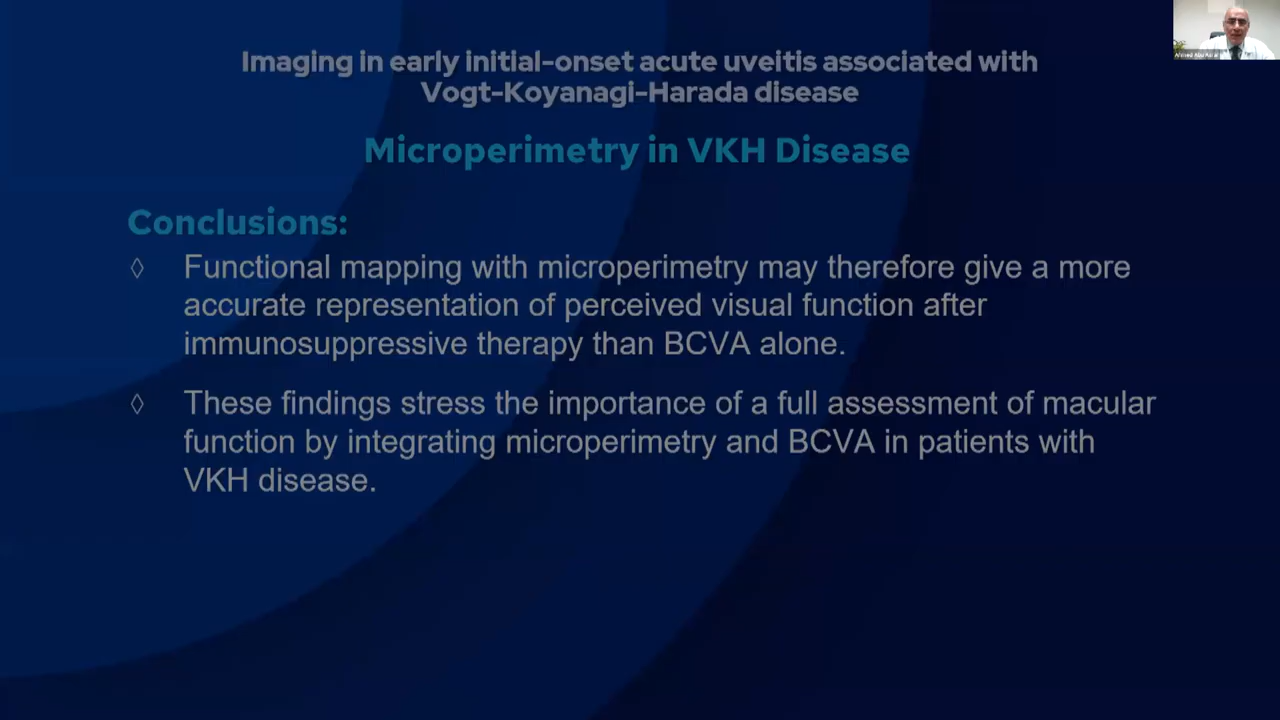 Imaging in early initial-onset acute uveitis associated with
Vogt-Koyanagi-Harada disease
Microperimetry in VKH Disease
Conclusions:
◊ Functional mapping with microperimetry may therefore give a more
accurate representation of perceived visual function after
immunosuppressive therapy than BCVA alone.
◊ These findings stress the importance of a full assessment of macular
function by integrating microperimetry and BCVA in patients with
VKH disease.
Ahmed Abu